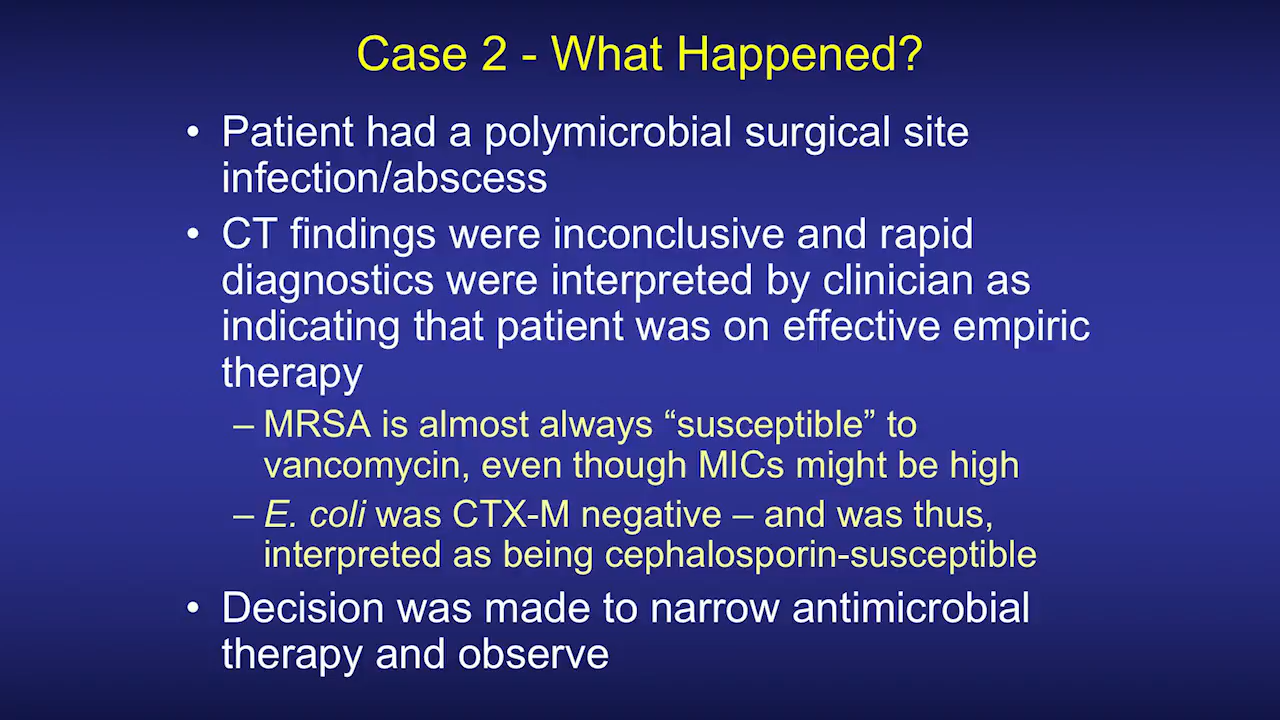 Case 2 - What Happened?
• Patient had a polymicrobial surgical site
infection/abscess
• CT findings were inconclusive and rapid
diagnostics were interpreted by clinician as
indicating that patient was on effective empiric
therapy
– MRSA is almost always “susceptible” to
vancomycin, even though MICs might be high
– E. coli was CTX-M negative – and was thus,
interpreted as being cephalosporin-susceptible
• Decision was made to narrow antimicrobial
therapy and observe